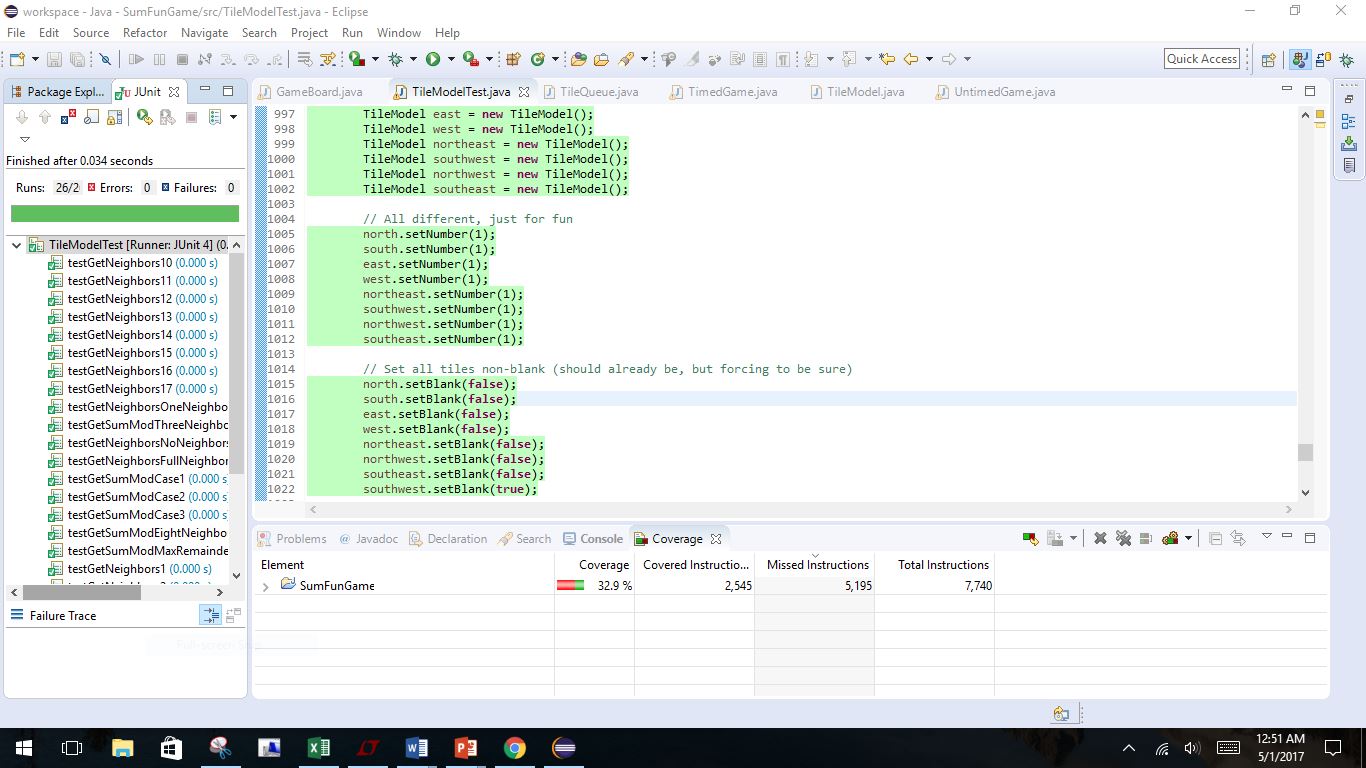 workspace - Java - SumFunGame/src/TileModelTest.java - Eclipse
File Edit Source Refactor Navigate Search Project Run Window Help
Quick Access
Package Expl... JUnit
GameBoard.java TileModelTest.java TileQueue.java TimedGame.java TileModel.java UntimedGame.java
Finished after 0.034 seconds
Runs: 26/2 Errors: 0 Failures: 0
TileModelTest [Runner: JUnit 4] (0.
testGetNeighbors10 (0.000 s)
testGetNeighbors11 (0.000 s)
testGetNeighbors12 (0.000 s)
testGetNeighbors13 (0.000 s)
testGetNeighbors14 (0.000 s)
testGetNeighbors15 (0.000 s)
testGetNeighbors16 (0.000 s)
testGetNeighbors17 (0.000 s)
testGetNeighborsOneNeighbo
testGetSumModThreeNeighbo
testGetNeighborsNoNeighbors
testGetNeighborsFullNeighbor
testGetSumModCase1 (0.000 s
testGetSumModCase2 (0.000 s
testGetSumModCase3 (0.000 s
testGetSumModEightNeighbo
testGetSumModMaxRemainde
testGetNeighbors1 (0.000 s)
Failure Trace
997 TileModel east = new TileModel();
998 TileModel west = new TileModel();
999 TileModel northeast = new TileModel();
1000 TileModel southwest = new TileModel();
1001 TileModel northwest = new TileModel();
1002 TileModel southeast = new TileModel();
1003
1004 // All different, just for fun
1005 north.setNumber(1);
1006 south.setNumber(1);
1007 east.setNumber(1);
1008 west.setNumber(1);
1009 northeast.setNumber(1);
1010 southwest.setNumber(1);
1011 northwest.setNumber(1);
1012 southeast.setNumber(1);
1013
1014 // Set all tiles non-blank (should already be, but forcing to be sure)
1015 north.setBlank(false);
1016 south.setBlank(false);
1017 east.setBlank(false);
1018 west.setBlank(false);
1019 northeast.setBlank(false);
1020 northwest.setBlank(false);
1021 southeast.setBlank(false);
1022 southwest.setBlank(true);
Problems @ Javadoc Declaration Search Console Coverage
Element Coverage Covered Instructio... Missed Instructions Total Instructions
SumFunGame 32.9 % 2,545 5,195 7,740
12:51 AM
5/1/2017